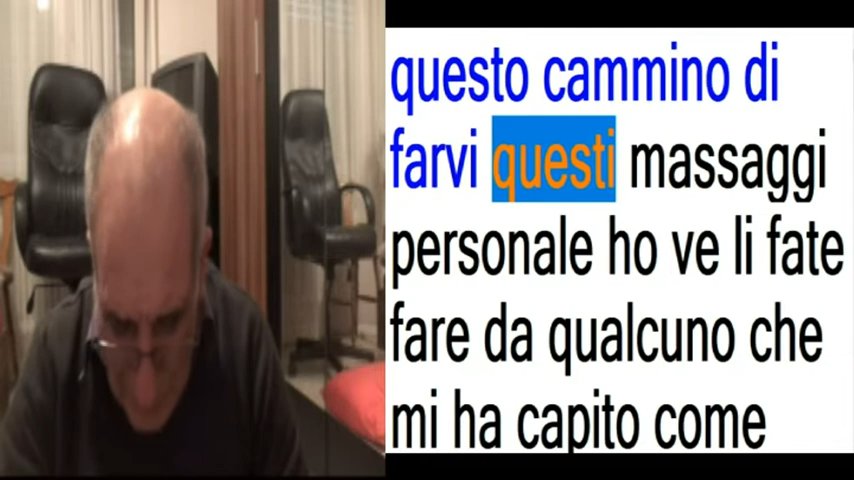 questo cammino di
farvi questi massaggi
personale ho ve li fate
fare da qualcuno che
mi ha capito come